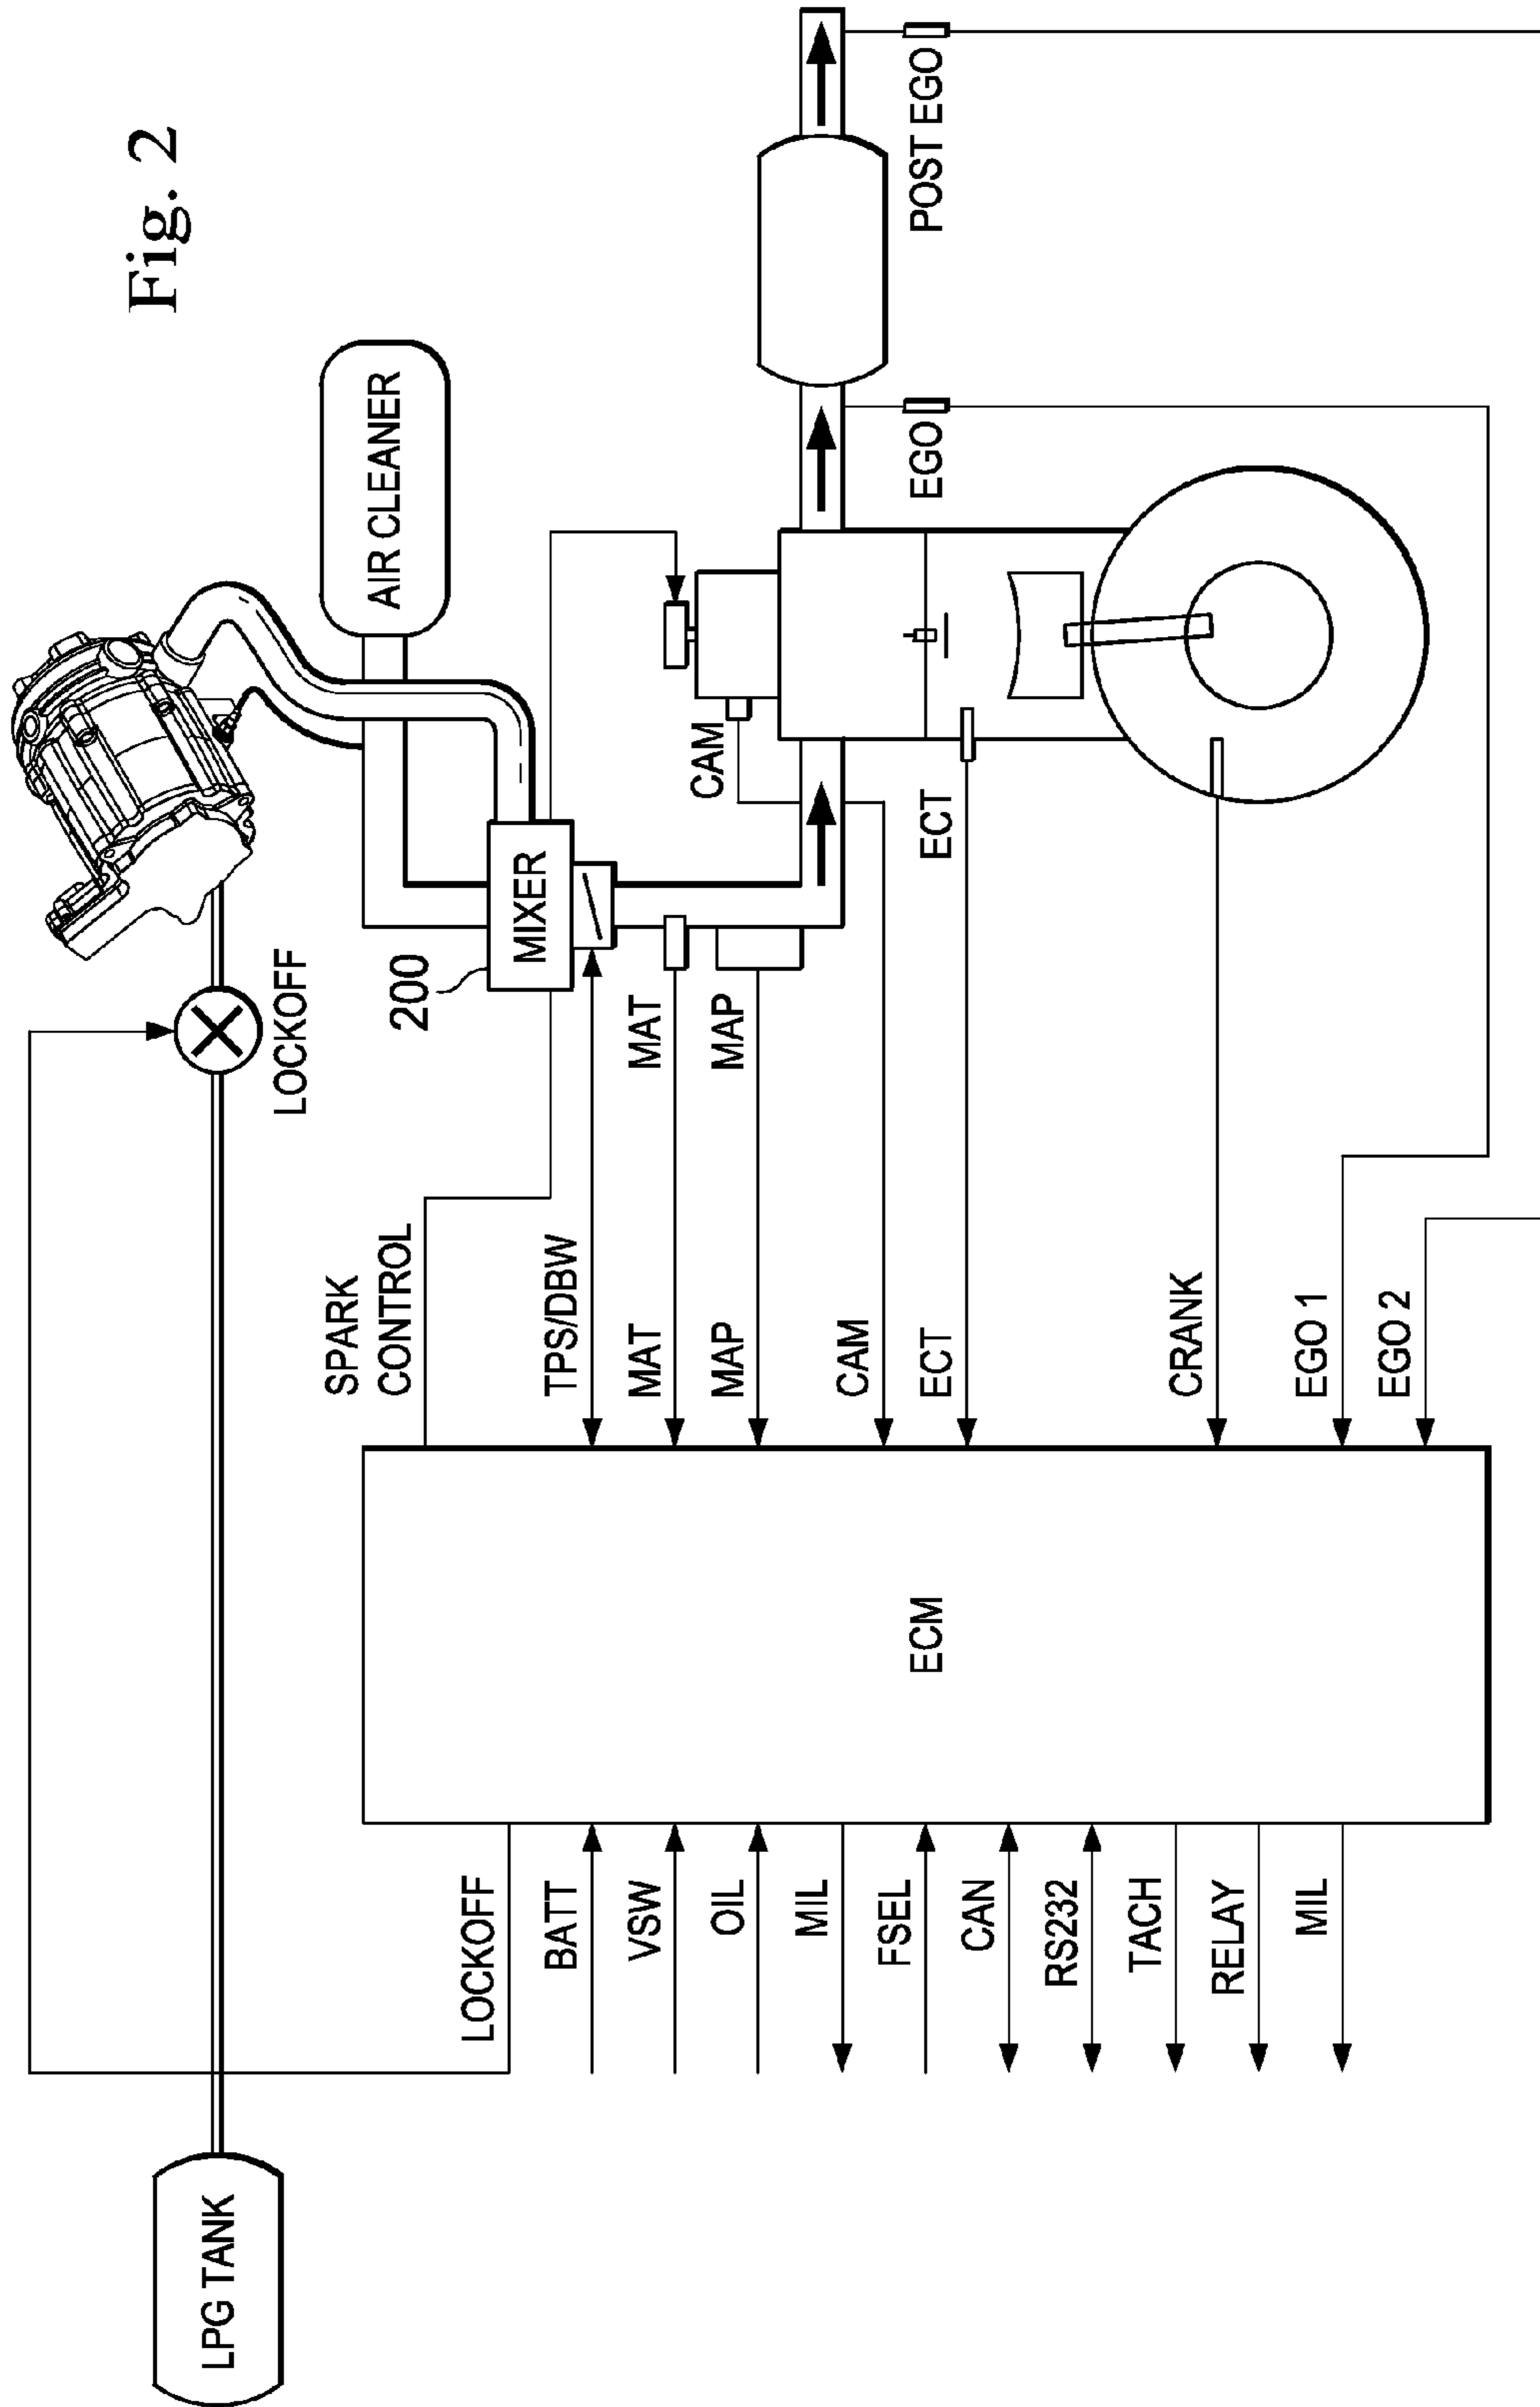 Fig. 2
LPG TANK
LOCKOFF
AIR CLEANER
200
MIXER
SPARK
CONTROL
TPS/DBW
MAT
MAT
MAP
MAP
CAM
CAM
ECT
ECT
CRANK
EGO
POST EGO
EGO 1
EGO 2
ECM
LOCKOFF
BATT
VSW
OIL
MIL
FSEL
CAN
RS232
TACH
RELAY
MIL